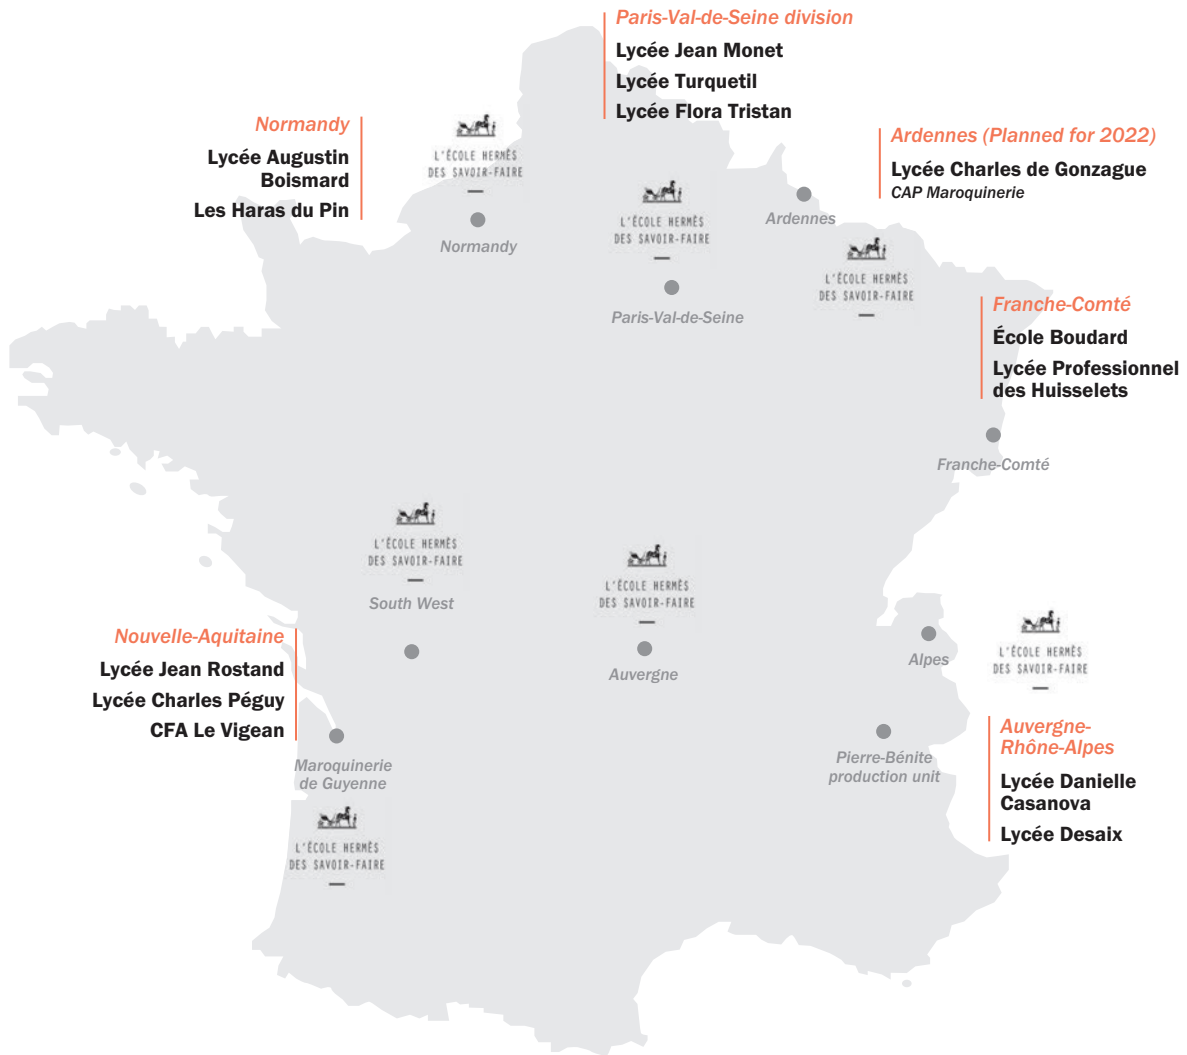 Paris-Val-de-Seine division
Lycée Jean Monet
Lycée Turquetil
Lycée Flora Tristan
Normandy
Lycée Augustin
Boismard
Les Haras du Pin
L'ÉCOLE HERMÈS
DES SAVOIR-FAIRE
Normandy
Ardennes (Planned for 2022)
Lycée Charles de Gonzague
CAP Maroquinerie
Ardennes
L'ÉCOLE HERMÈS
DES SAVOIR-FAIRE
Paris-Val-de-Seine
L'ÉCOLE HERMÈS
DES SAVOIR-FAIRE
Franche-Comté
École Boudard
Lycée Professionnel
des Huisselets
Franche-Comté
L'ÉCOLE HERMÈS
DES SAVOIR-FAIRE
South West
L'ÉCOLE HERMÈS
DES SAVOIR-FAIRE
Auvergne
Nouvelle-Aquitaine
Lycée Jean Rostand
Lycée Charles Péguy
CFA Le Vigean
Maroquinerie
de Guyenne
L'ÉCOLE HERMÈS
DES SAVOIR-FAIRE
Alpes
L'ÉCOLE HERMÈS
DES SAVOIR-FAIRE
Pierre-Bénite
production unit
Auvergne-
Rhône-Alpes
Lycée Danielle
Casanova
Lycée Desaix